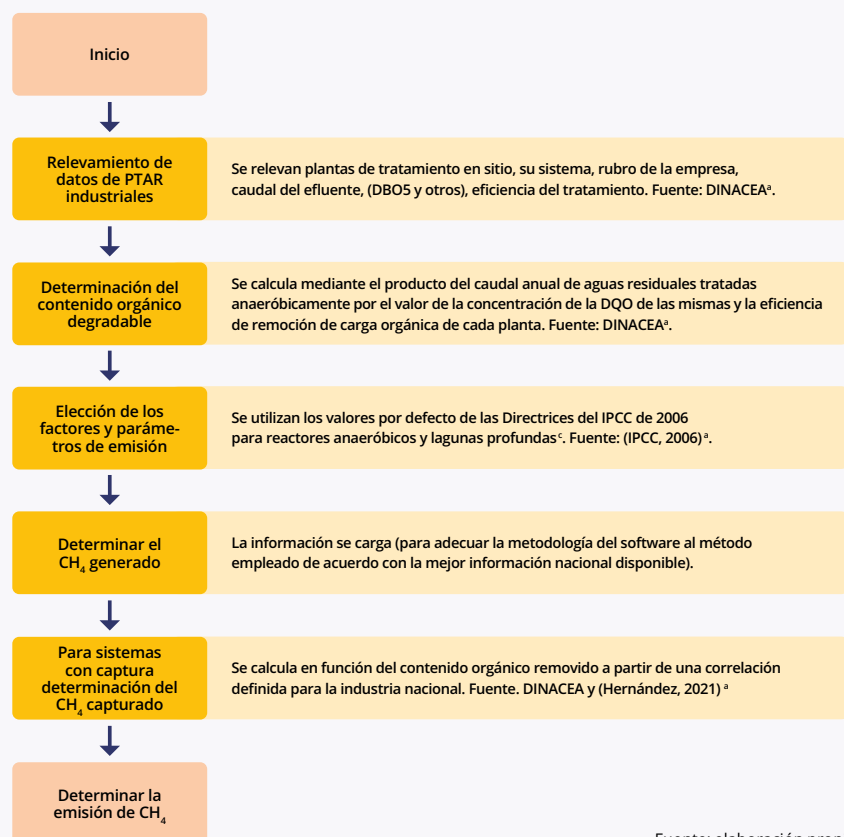 Inicio
Relevamiento de
datos de PTAR
industriales
Se relevan plantas de tratamiento en sitio, su sistema, rubro de la empresa,
caudal del efluente, (DBO5 y otros), eficiencia del tratamiento. Fuente: DINACEAª.
Determinación del
contenido orgánico
degradable
Se calcula mediante el producto del caudal anual de aguas residuales tratadas
anaeróbicamente por el valor de la concentración de la DQO de las mismas y la eficiencia
de remoción de carga orgánica de cada planta. Fuente: DINACEAª.
Elección de los
factores y paráme-
tros de emisión
Se utilizan los valores por defecto de las Directrices del IPCC de 2006
para reactores anaeróbicos y lagunas profundasᶜ. Fuente: (IPCC, 2006)ª.
Determinar el
CH₄ generado
La información se carga (para adecuar la metodología del software al método
empleado de acuerdo con la mejor información nacional disponible).
Para sistemas
con captura
determinación del
CH₄ capturado
Se calcula en función del contenido orgánico removido a partir de una correlación
definida para la industria nacional. Fuente. DINACEA y (Hernández, 2021) ª
Determinar la
emisión de CH₄